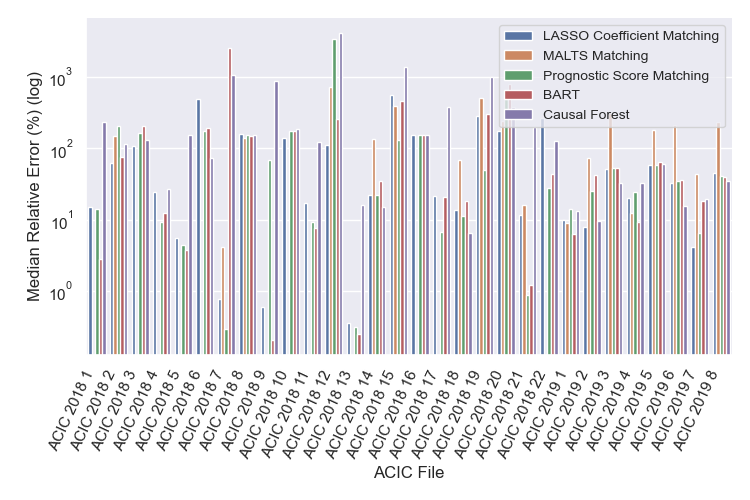 LASSO Coefficient Matching
MALTS Matching
Prognostic Score Matching
BART
Causal Forest
Median Relative Error (%) (log)
10³
10²
10¹
10⁰
ACIC 2018 1
ACIC 2018 2
ACIC 2018 3
ACIC 2018 4
ACIC 2018 5
ACIC 2018 6
ACIC 2018 7
ACIC 2018 8
ACIC 2018 9
ACIC 2018 10
ACIC 2018 11
ACIC 2018 12
ACIC 2018 13
ACIC 2018 14
ACIC 2018 15
ACIC 2018 16
ACIC 2018 17
ACIC 2018 18
ACIC 2018 19
ACIC 2018 20
ACIC 2018 21
ACIC 2018 22
ACIC 2019 1
ACIC 2019 2
ACIC 2019 3
ACIC 2019 4
ACIC 2019 5
ACIC 2019 6
ACIC 2019 7
ACIC 2019 8
ACIC File